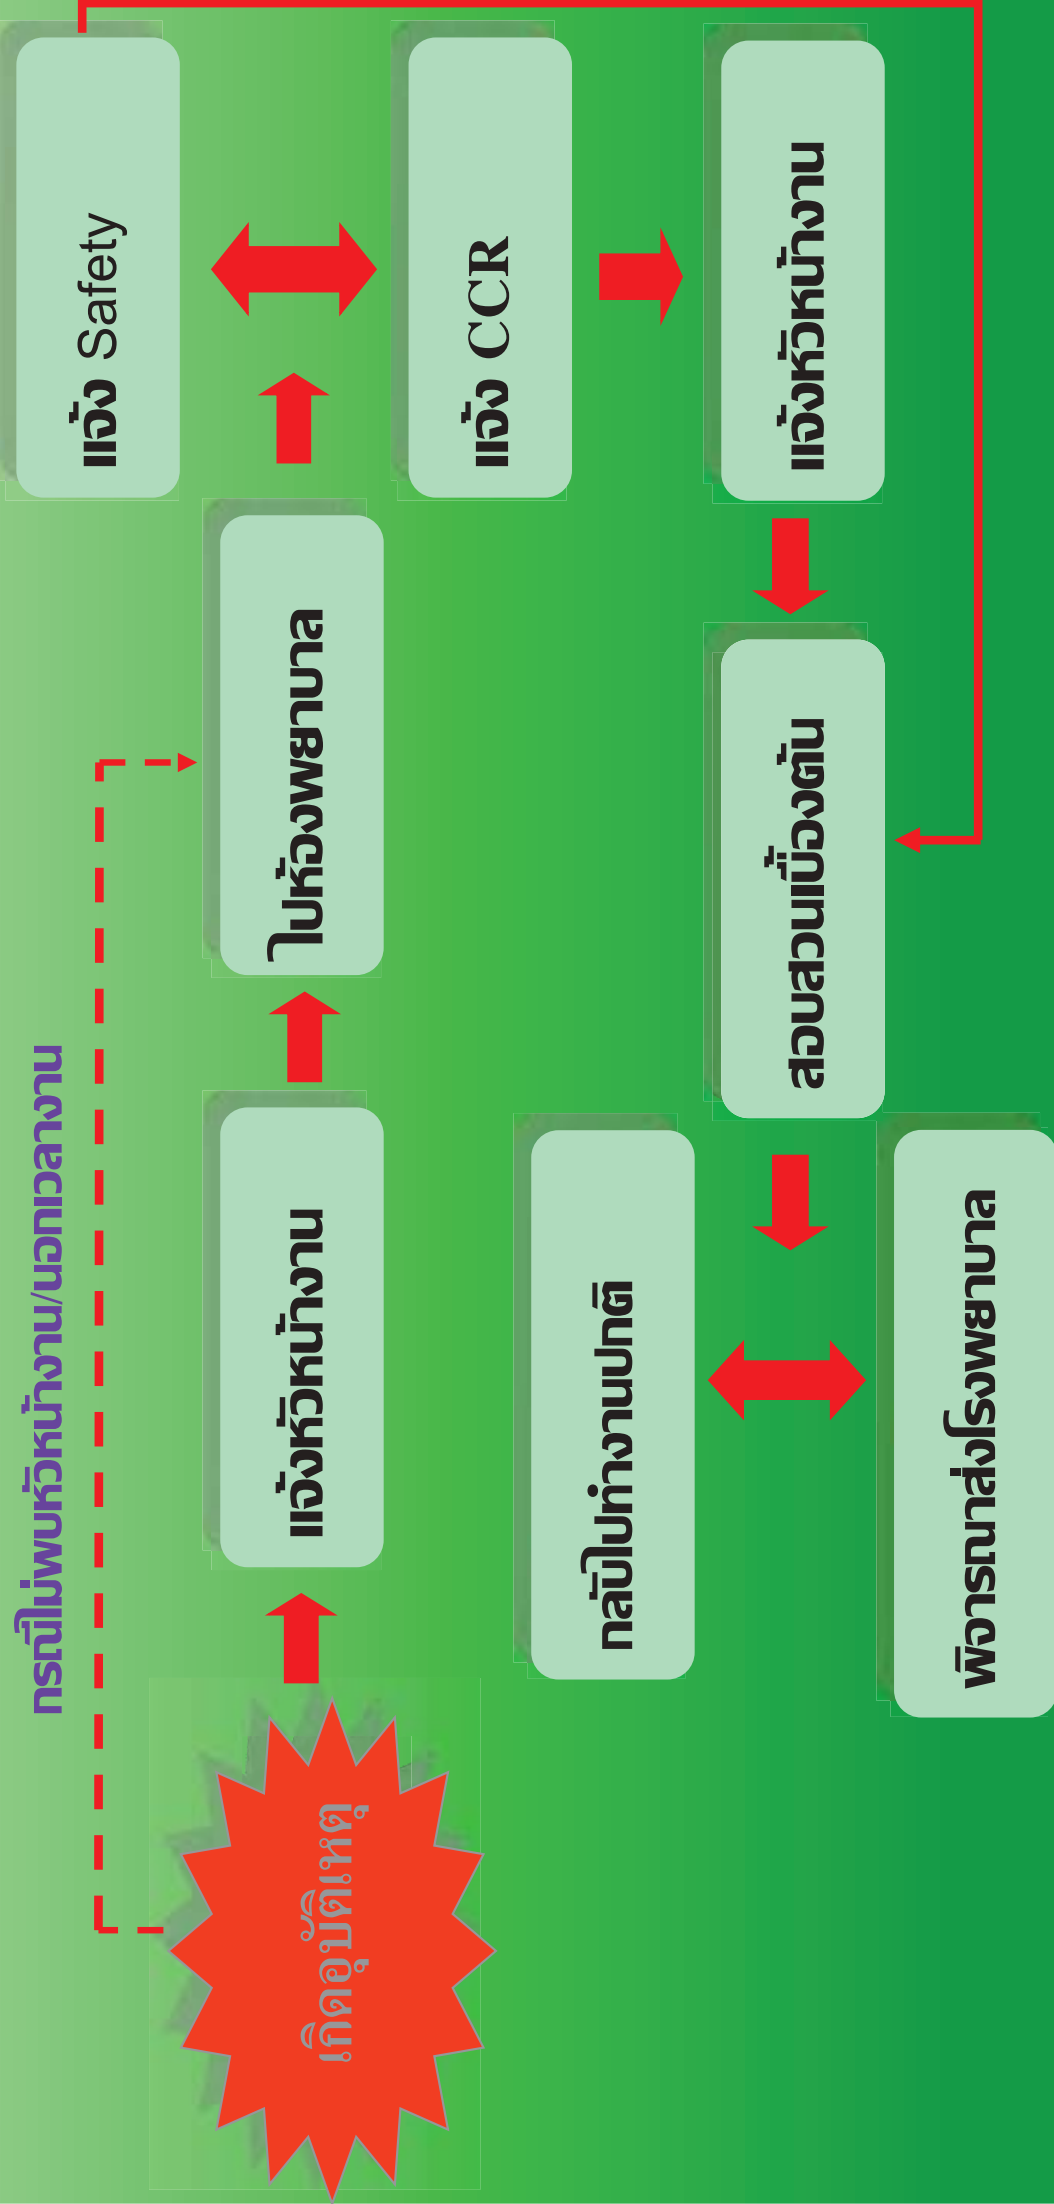 กรณีไม่พบหัวหน้างาน/นอกเวลางาน
เกิดอุบัติเหตุ
แจ้งหัวหน้างาน
ไปห้องพยาบาล
แจ้ง Safety
แจ้ง CCR
แจ้งหัวหน้างาน
สอบสวนเบื้องต้น
กลับไปทำงานปกติ
พิจารณาส่งโรงพยาบาล